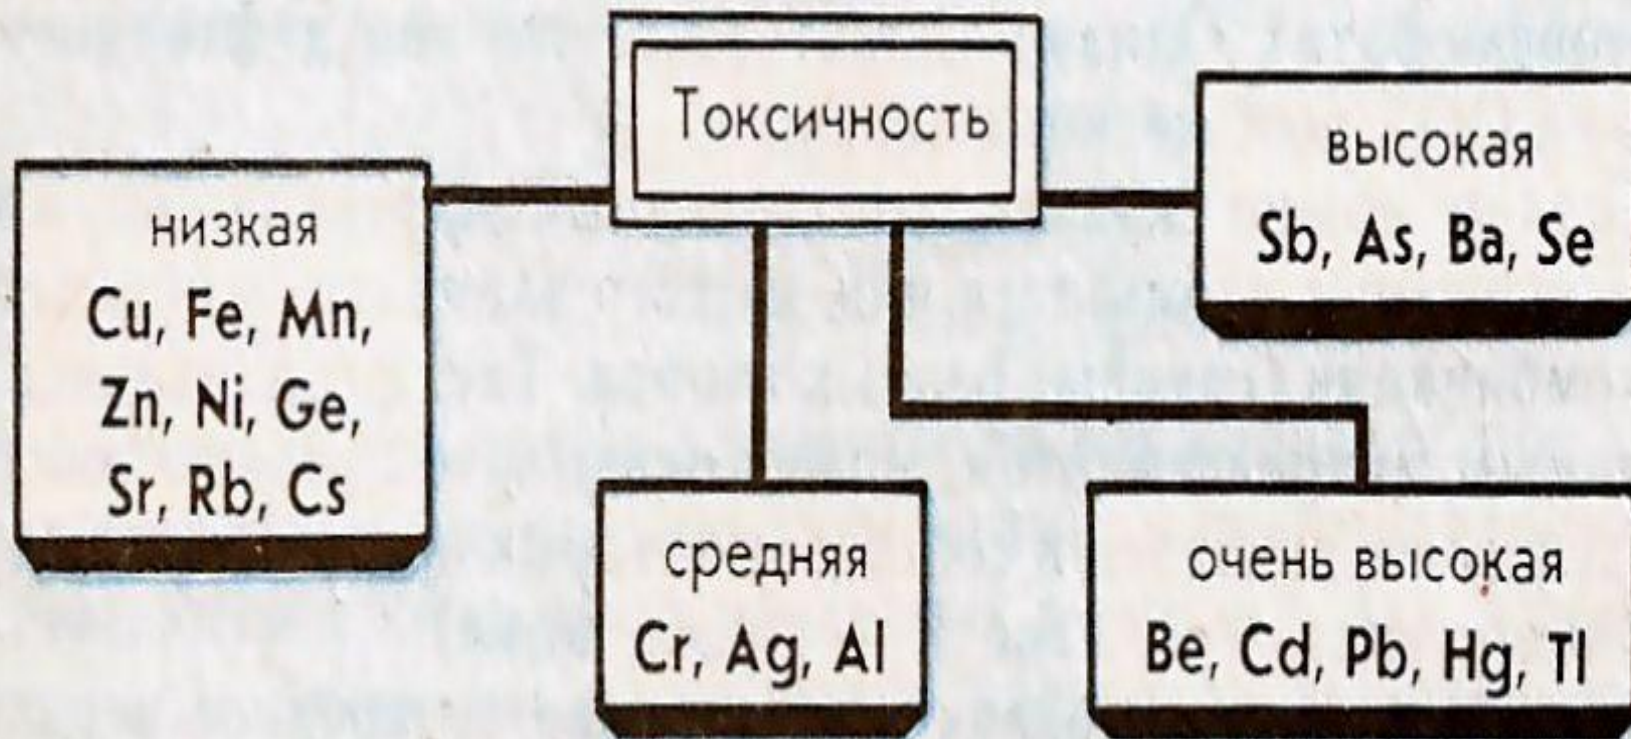 Токсичность
низкая
Cu, Fe, Mn,
Zn, Ni, Ge,
Sr, Rb, Cs
средняя
Cr, Ag, Al
высокая
Sb, As, Ba, Se
очень высокая
Be, Cd, Pb, Hg, Tl